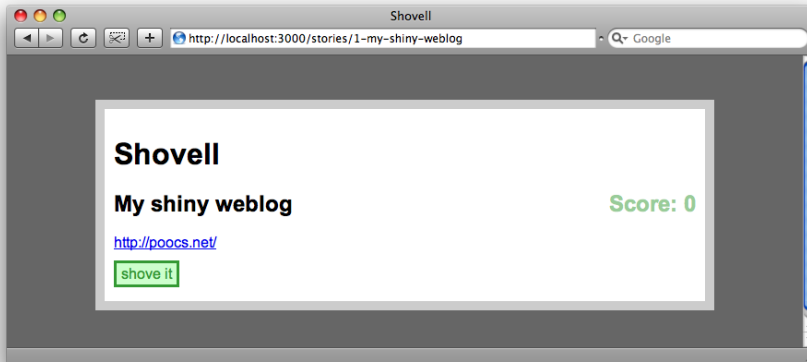 Shovell
http://localhost:3000/stories/1-my-shiny-weblog
Google
Shovell
My shiny weblog
Score: 0
http://poocs.net/
shove it